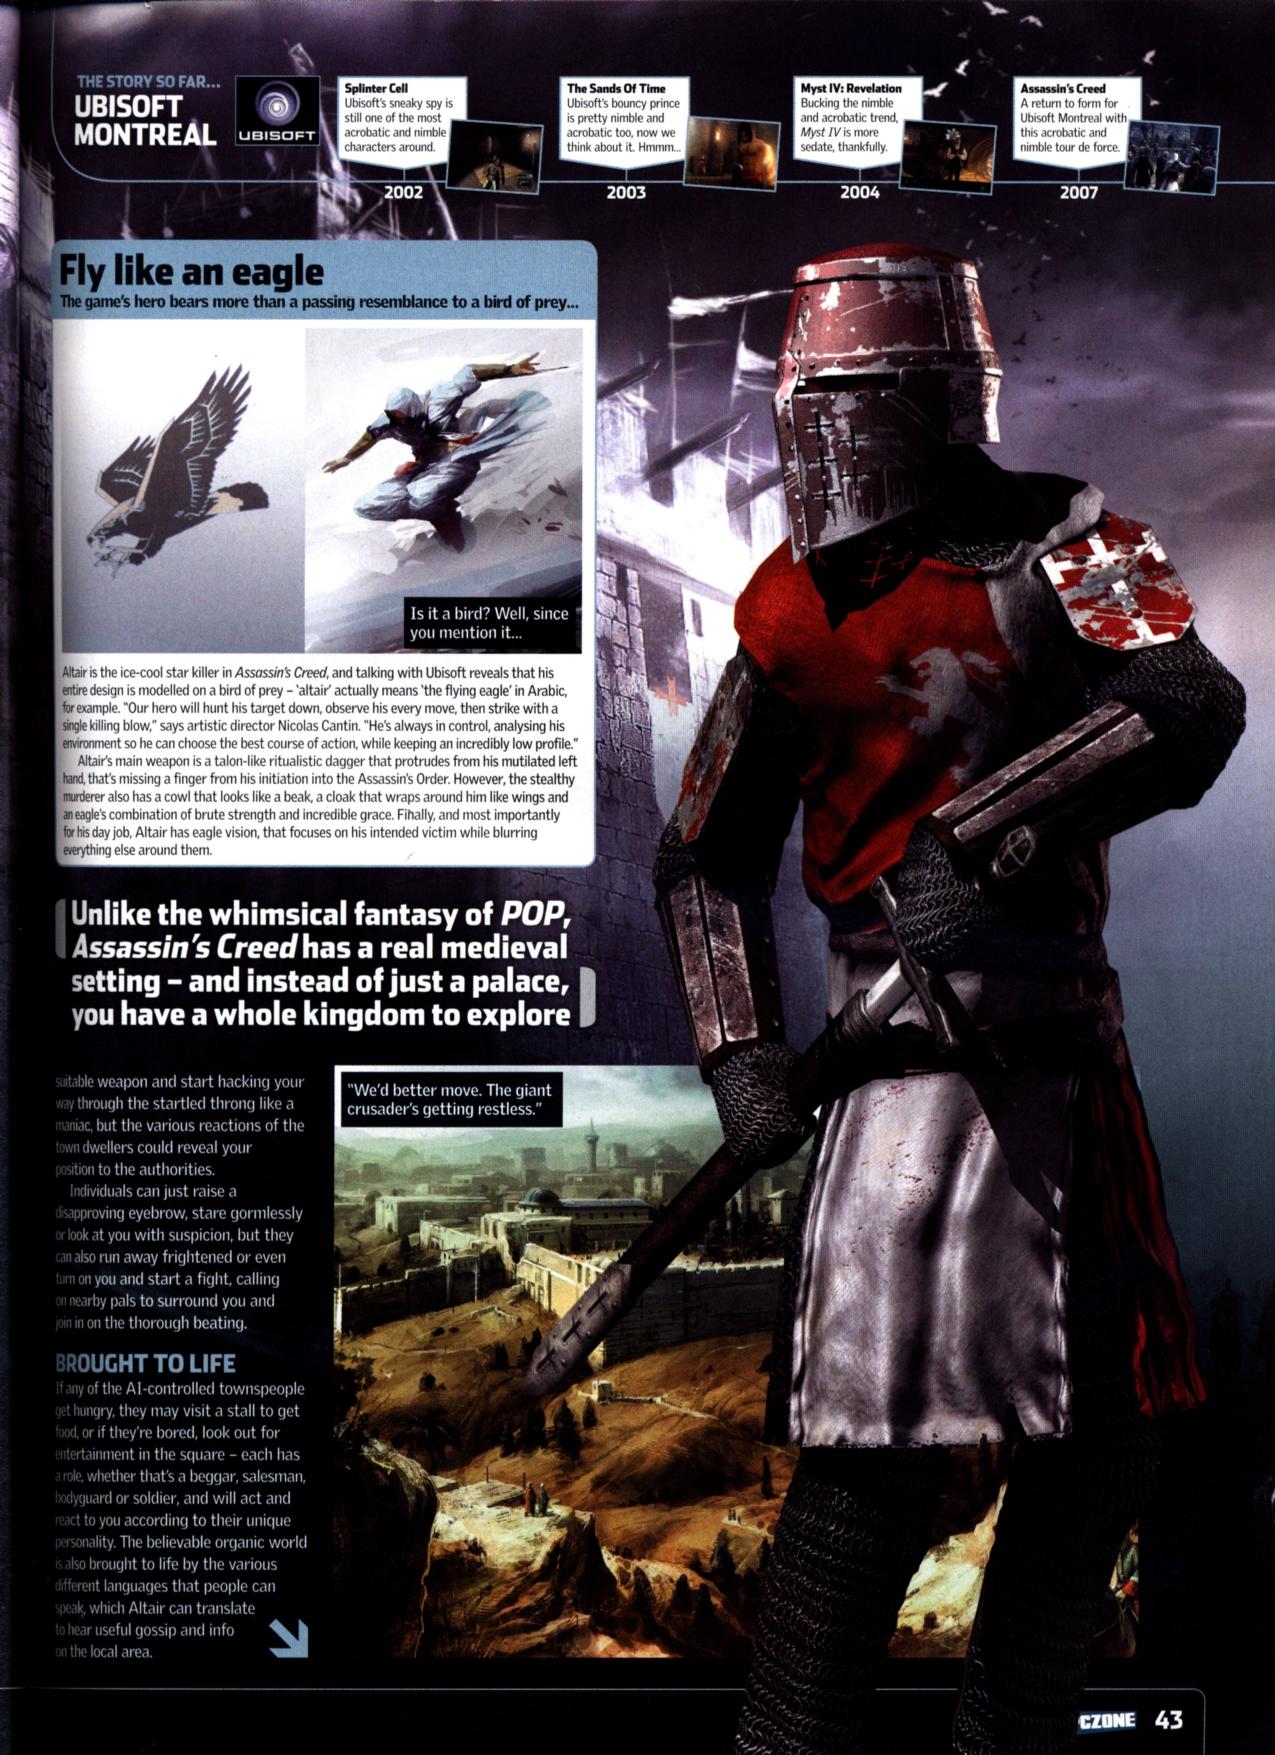 THE STORY SO FAR...
UBISOFT
MONTREAL
UBISOFT
Splinter Cell
Ubisoft's sneaky spy is
still one of the most
acrobatic and nimble
characters around.
2002
The Sands Of Time
Ubisoft's bouncy prince
is pretty nimble and
acrobatic too, now we
think about it. Hmmm...
2003
Myst IV: Revelation
Bucking the nimble
and acrobatic trend,
Myst IV is more
sedate, thankfully.
2004
Assassin's Creed
A return to form for
Ubisoft Montreal with
this acrobatic and
nimble tour de force.
2007
Fly like an eagle
The game's hero bears more than a passing resemblance to a bird of prey...
Is it a bird? Well, since
you mention it...
Altair is the ice-cool star killer in Assassin's Creed, and talking with Ubisoft reveals that his
entire design is modelled on a bird of prey – 'altair' actually means 'the flying eagle' in Arabic,
for example. "Our hero will hunt his target down, observe his every move, then strike with a
single killing blow," says artistic director Nicolas Cantin. "He's always in control, analysing his
environment so he can choose the best course of action, while keeping an incredibly low profile."
Altair's main weapon is a talon-like ritualistic dagger that protrudes from his mutilated left
hand, that's missing a finger from his initiation into the Assassin's Order. However, the stealthy
murderer also has a cowl that looks like a beak, a cloak that wraps around him like wings and
an eagle's combination of brute strength and incredible grace. Finally, and most importantly
for his day job, Altair has eagle vision, that focuses on his intended victim while blurring
everything else around them.
Unlike the whimsical fantasy of POP,
Assassin's Creed has a real medieval
setting – and instead of just a palace,
you have a whole kingdom to explore
suitable weapon and start hacking your
way through the startled throng like a
maniac, but the various reactions of the
town dwellers could reveal your
position to the authorities.
Individuals can just raise a
disapproving eyebrow, stare gormlessly
or look at you with suspicion, but they
can also run away frightened or even
turn on you and start a fight, calling
on nearby pals to surround you and
join in on the thorough beating.
BROUGHT TO LIFE
If any of the AI-controlled townspeople
get hungry, they may visit a stall to get
food, or if they're bored, look out for
entertainment in the square – each has
a role, whether that's a beggar, salesman,
bodyguard or soldier, and will act and
react to you according to their unique
personality. The believable organic world
is also brought to life by the various
different languages that people can
speak, which Altair can translate
to hear useful gossip and info
on the local area.
"We'd better move. The giant
crusader's getting restless."
CZONE 43